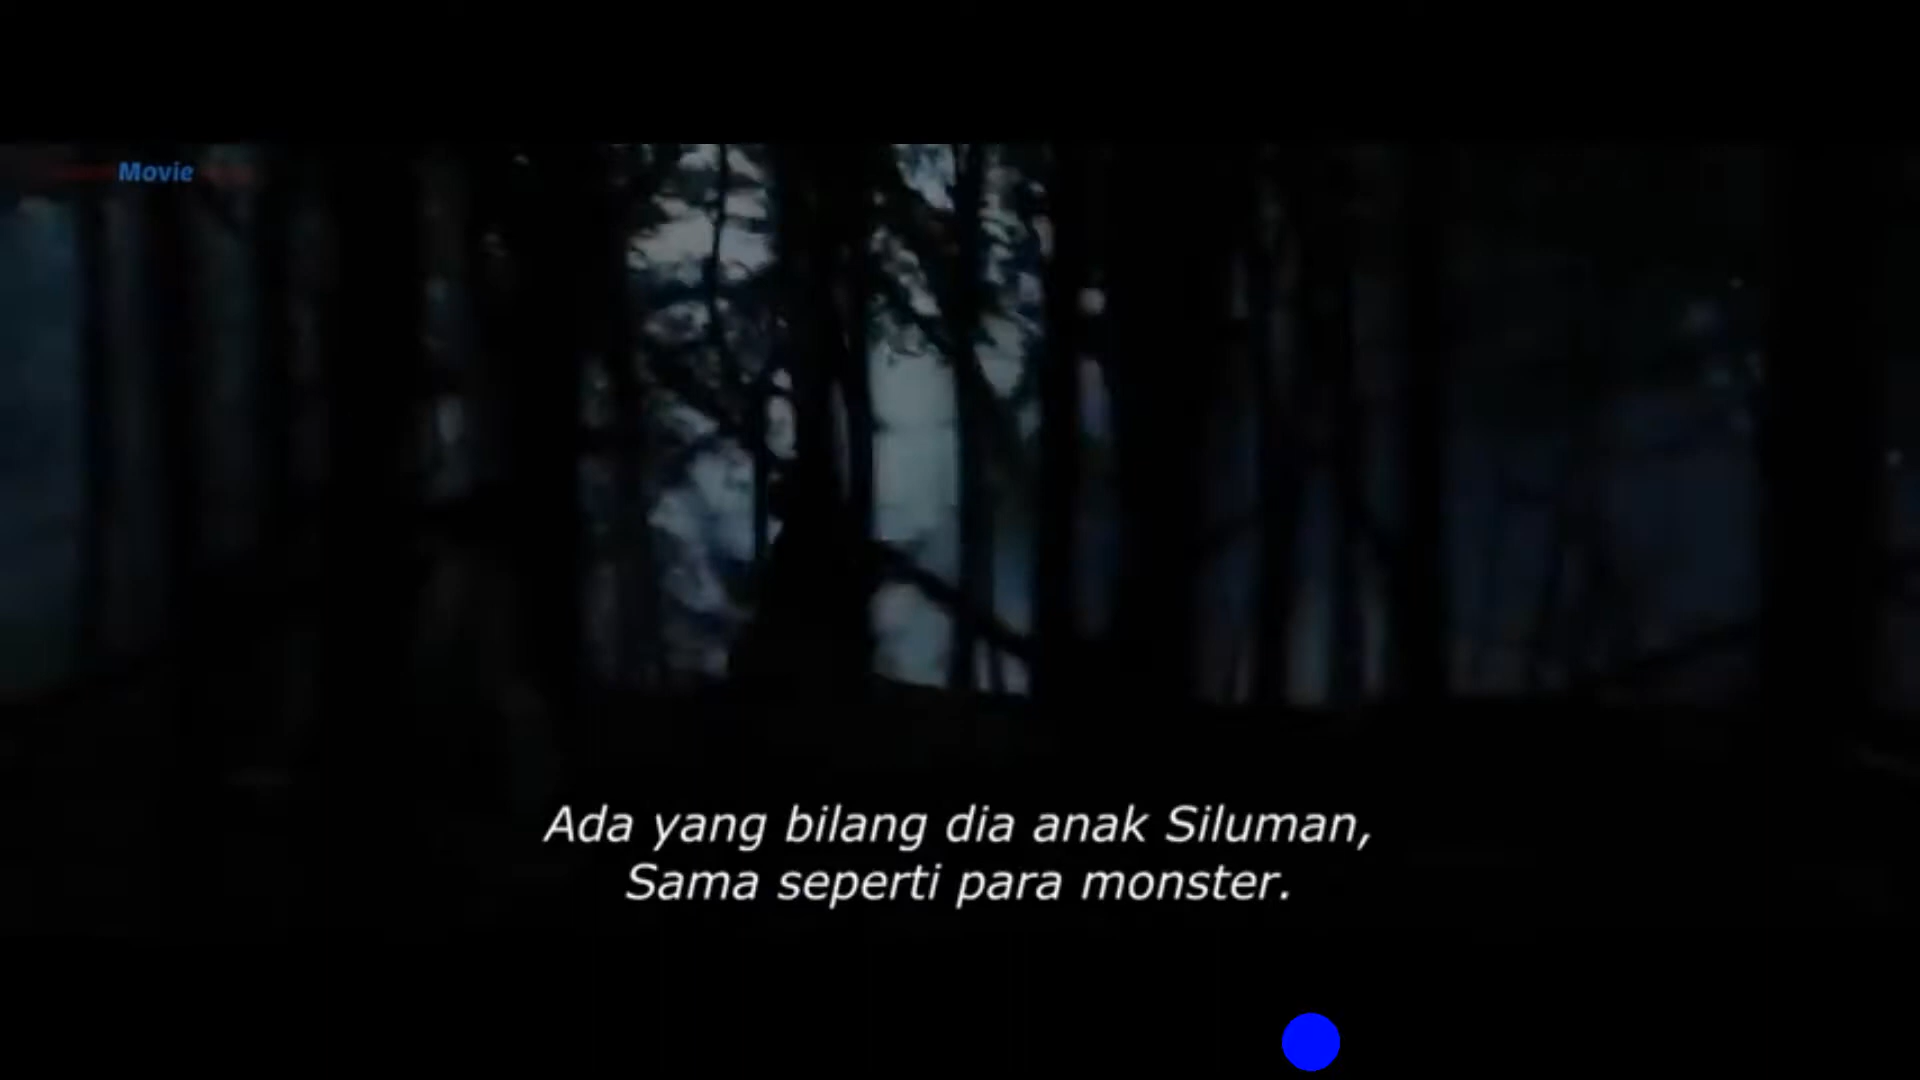 Movie
Ada yang bilang dia anak Siluman,
Sama seperti para monster.